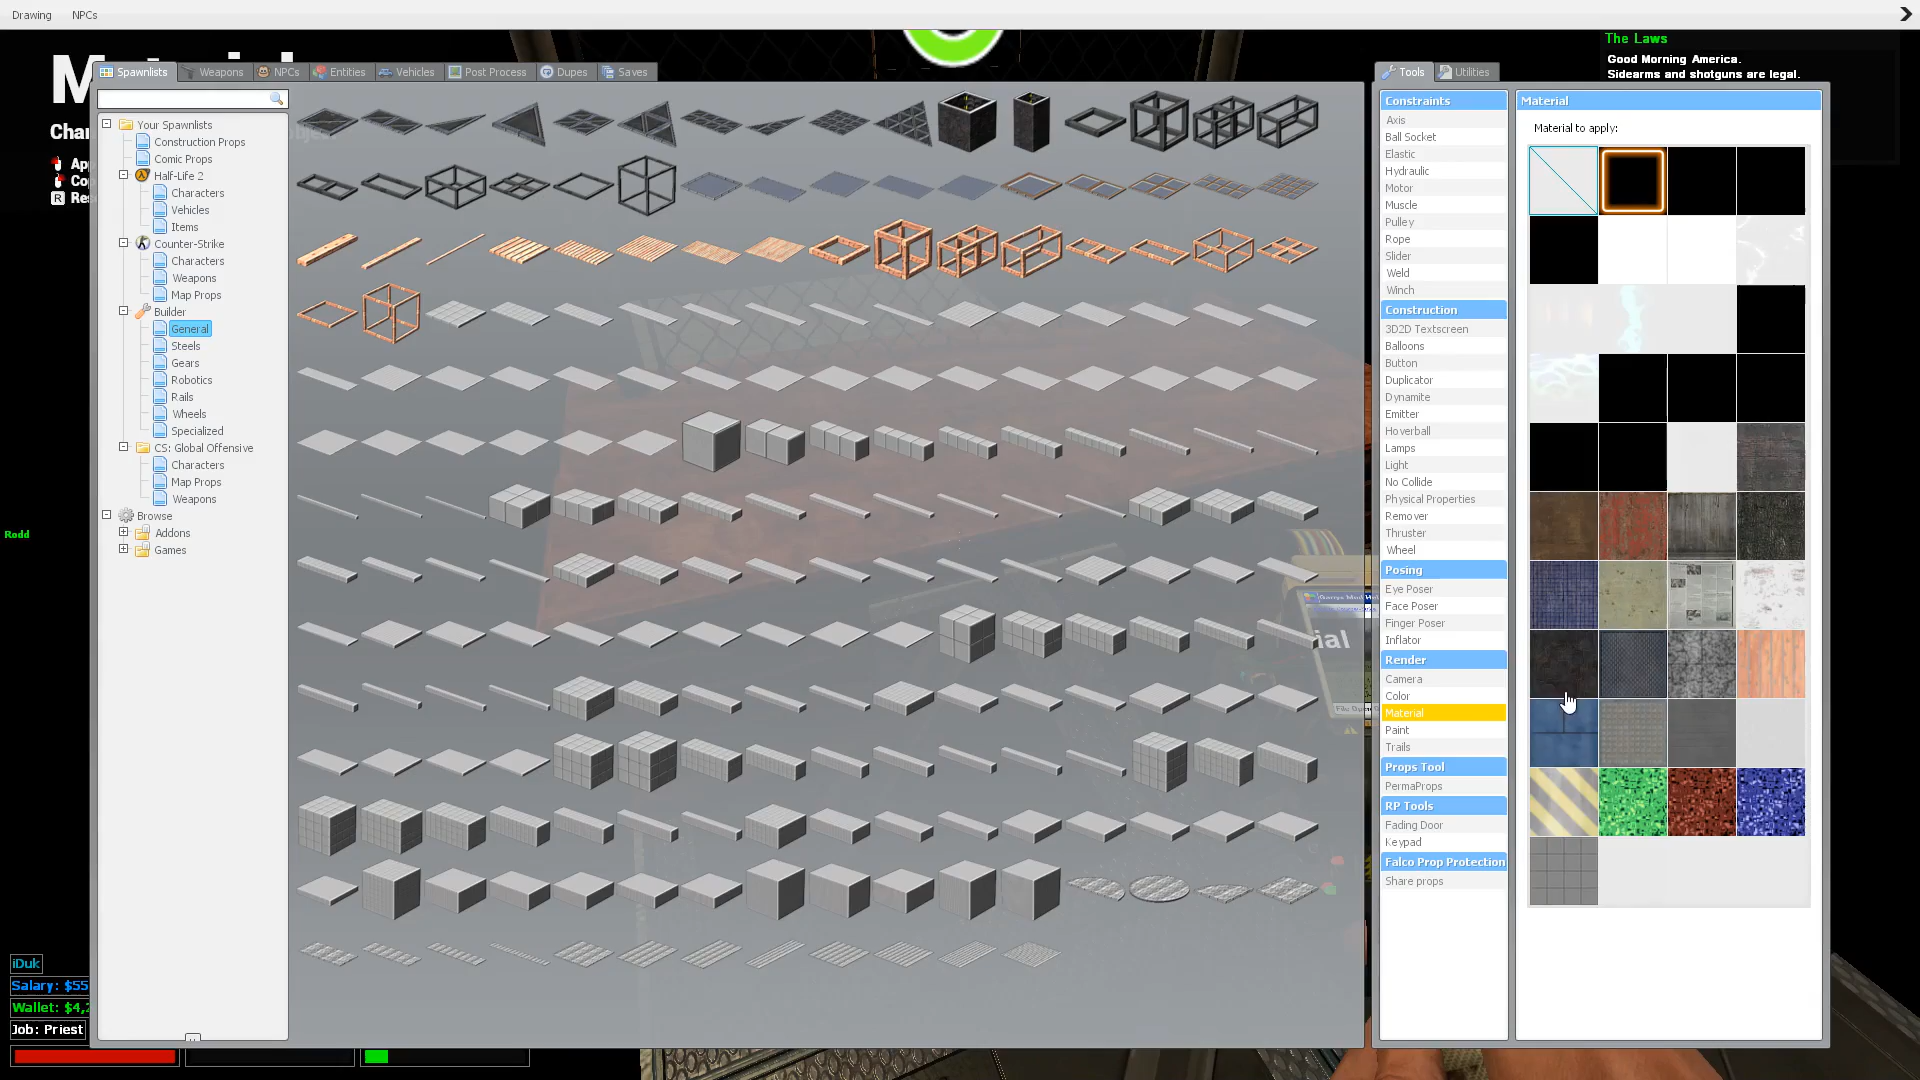 Drawing NPCs
Spawnlists Weapons NPCs Entities Vehicles Post Process Dupes Saves
Your Spawnlists
Construction Props
Comic Props
Half-Life 2
Characters
Vehicles
Items
Counter-Strike
Characters
Weapons
Map Props
Builder
General
Steels
Gears
Robotics
Rails
Wheels
Specialized
CS: Global Offensive
Characters
Map Props
Weapons
Browse
Addons
Games
Rodd
iDuk
Salary: $55
Wallet: $4,
Job: Priest
The Laws
Good Morning America.
Sidearms and shotguns are legal.
Tools Utilities
Constraints
Axis
Ball Socket
Elastic
Hydraulic
Motor
Muscle
Pulley
Rope
Slider
Weld
Winch
Construction
3D2D Textscreen
Balloons
Button
Duplicator
Dynamite
Emitter
Hoverball
Lamps
Light
No Collide
Physical Properties
Remover
Thruster
Wheel
Posing
Eye Poser
Face Poser
Finger Poser
Inflator
Render
Camera
Color
Material
Paint
Trails
Props Tool
PermaProps
RP Tools
Fading Door
Keypad
Falco Prop Protection
Share props
Material
Material to apply: